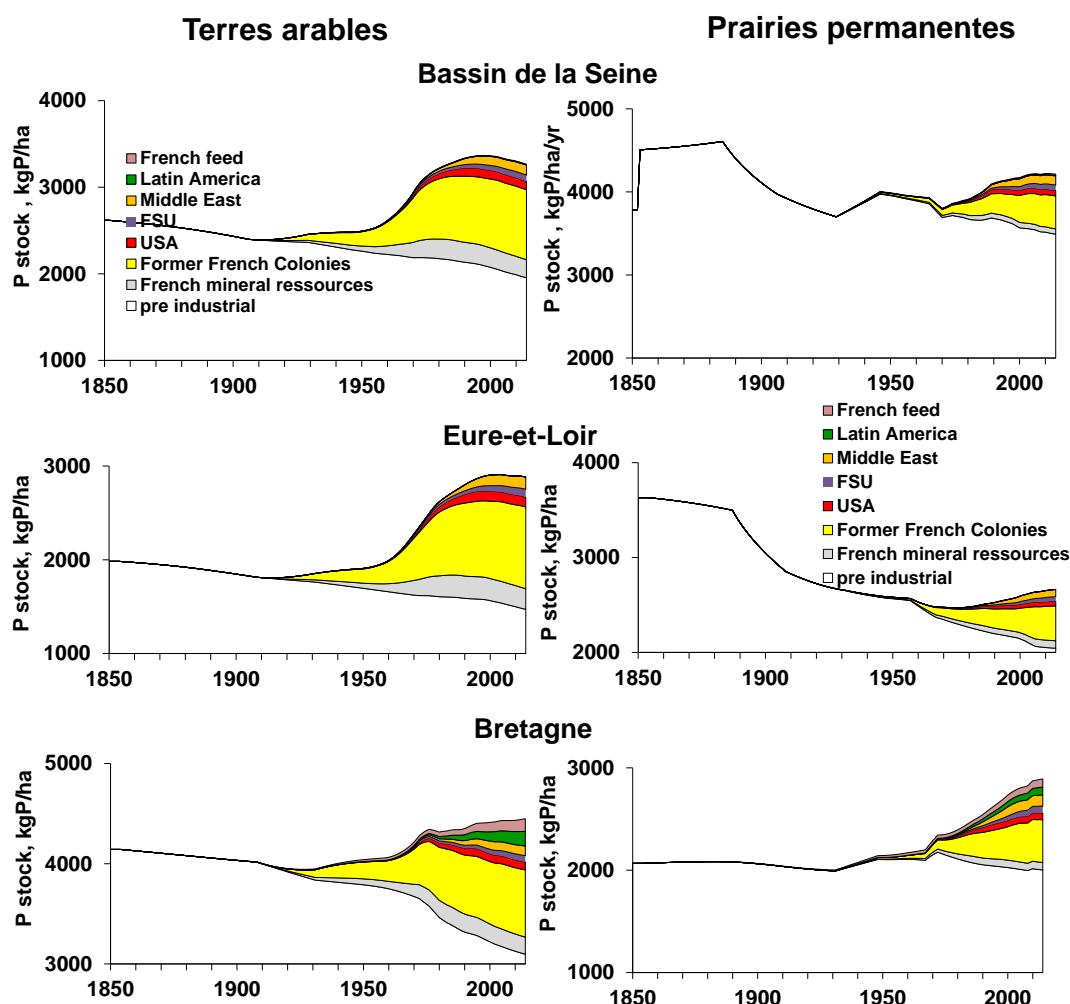 Terres arables
Prairies permanentes
Bassin de la Seine
P stock , kgP/ha
4000
3000
2000
1000
French feed
Latin America
Middle East
FSU
USA
Former French Colonies
French mineral ressources
pre industrial
1850 1900 1950 2000
P stock , kgP/ha/yr
5000
4000
3000
2000
1850 1900 1950 2000
Eure-et-Loir
P stock, kgP/ha
3000
2000
1000
1850 1900 1950 2000
French feed
Latin America
Middle East
FSU
USA
Former French Colonies
French mineral ressources
pre industrial
P stock, kgP/ha
4000
3000
2000
1850 1900 1950 2000
Bretagne
P stock, kgP/ha
5000
4000
3000
1850 1900 1950 2000
P stock, kgP/ha
3000
2000
1000
1850 1900 1950 2000